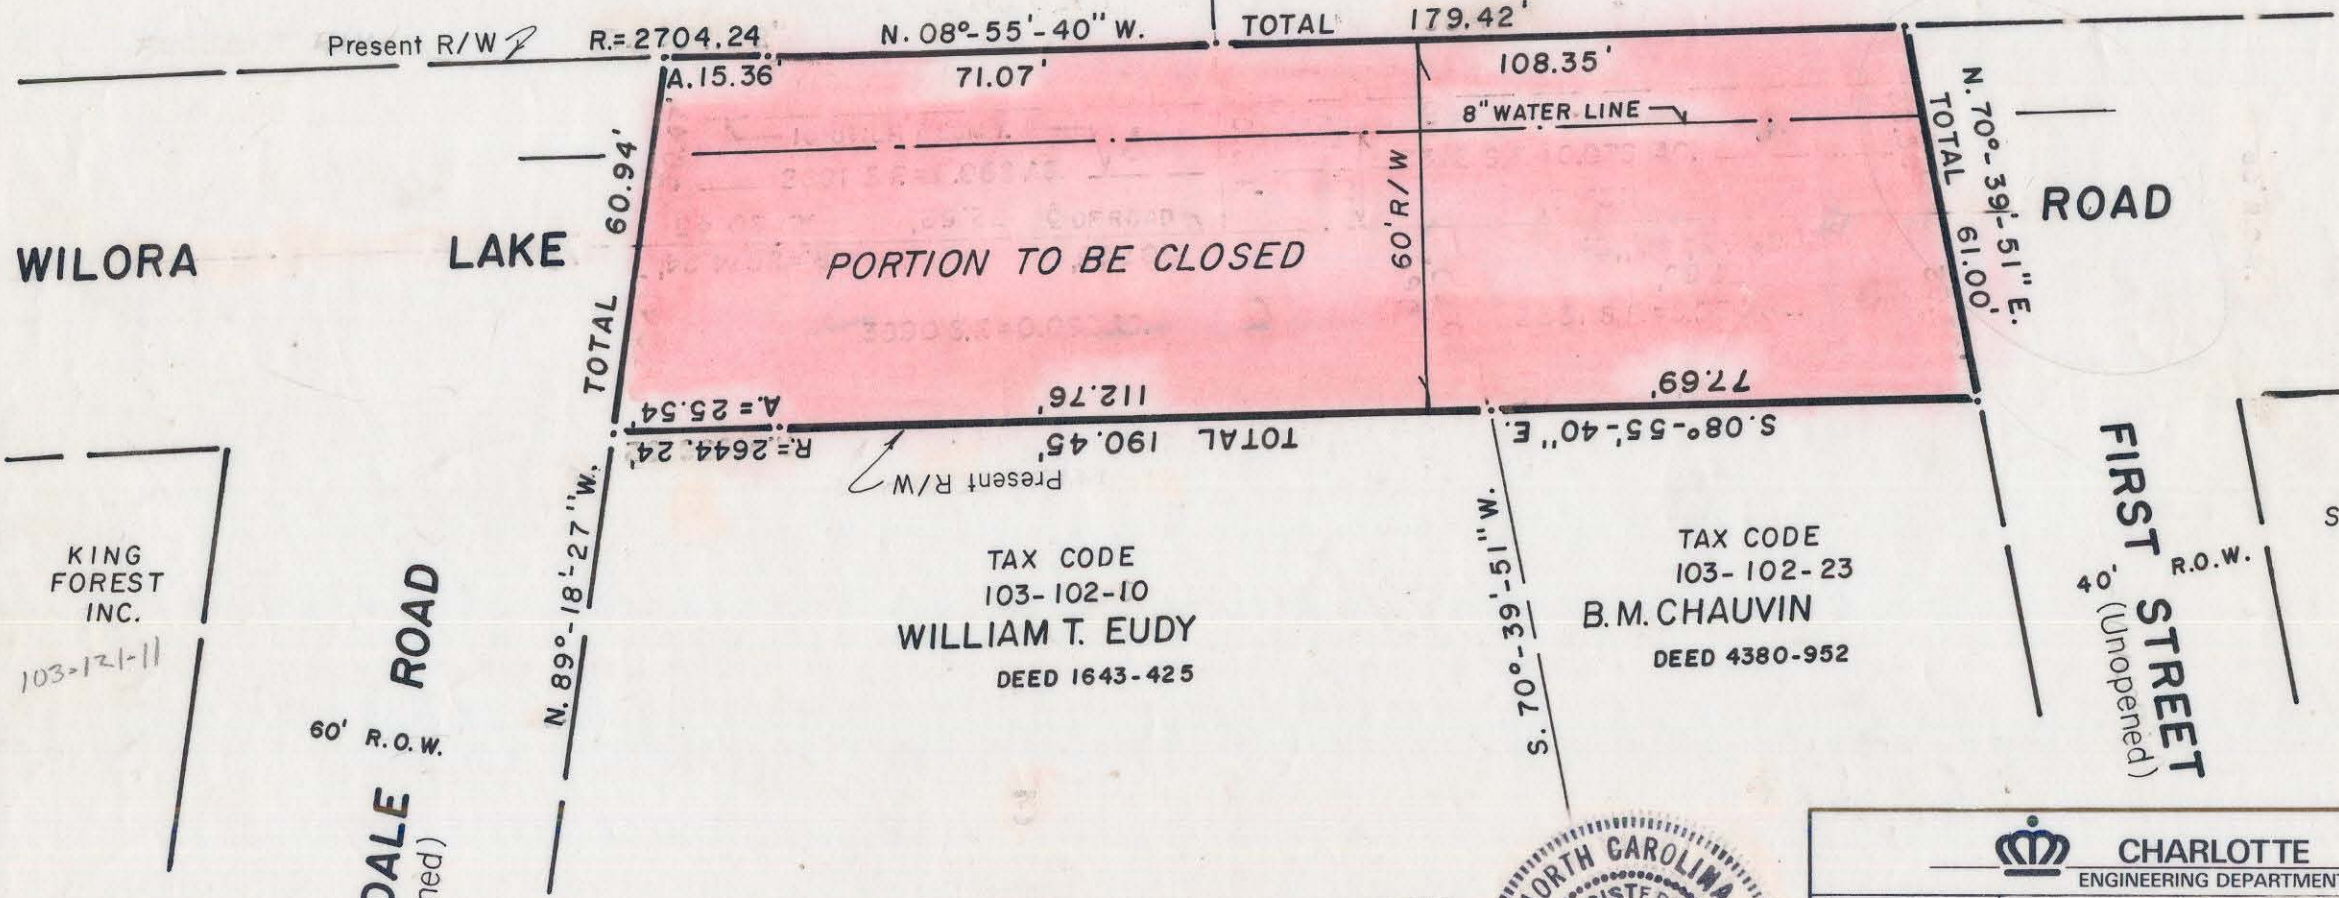 Present R/W
R.=2704.24'
N. 08°-55'-40" W.
TOTAL 179.42'
A.15.36'
71.07'
108.35'
8" WATER LINE
N. 70°-39'-51" E.
TOTAL 61.00'
TOTAL 60.94'
60' R/W
WILORA LAKE ROAD
PORTION TO BE CLOSED
A.= 25.54'
112.76'
77.69'
R.=2644.24'
TOTAL 190.45'
S. 08°-55'-40" E.
Present R/W
N. 89°-18'-27" W.
S. 70°-39'-51" W.
KING
FOREST
INC.
103-121-11
DALE ROAD
60' R.O.W.
TAX CODE
103-102-10
WILLIAM T. EUDY
DEED 1643-425
TAX CODE
103-102-23
B. M. CHAUVIN
DEED 4380-952
FIRST STREET
40' R.O.W.
(Unopened)
NORTH CAROLINA
CHARLOTTE
ENGINEERING DEPARTMENT